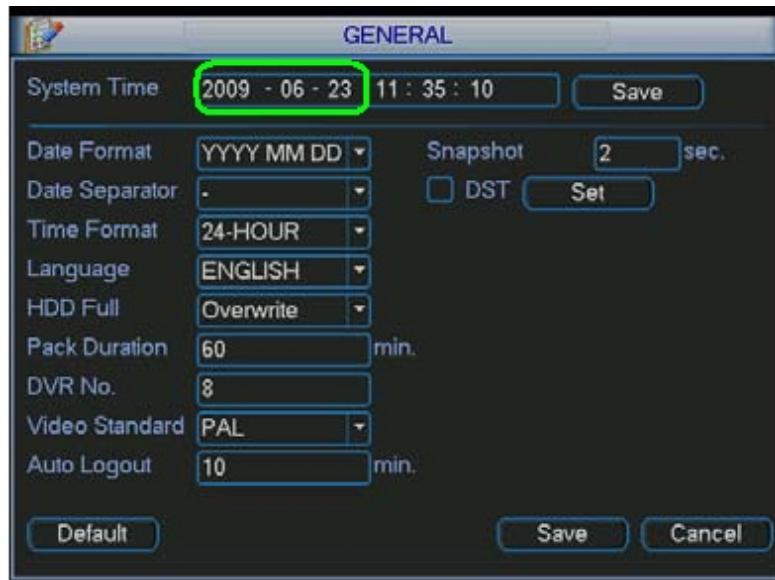 GENERAL
System Time 2009 - 06 - 23 11 : 35 : 10 Save
Date Format YYYY MM DD Snapshot 2 sec.
Date Separator - DST Set
Time Format 24-HOUR
Language ENGLISH
HDD Full Overwrite
Pack Duration 60 min.
DVR No. 8
Video Standard PAL
Auto Logout 10 min.
Default Save Cancel